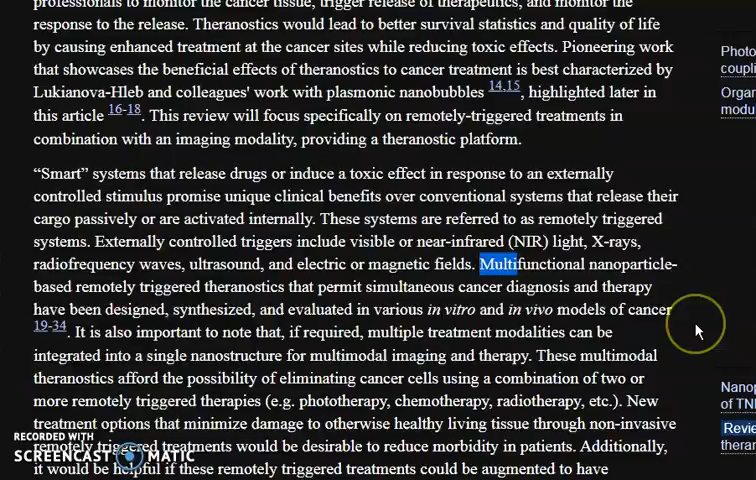 professionals to monitor the cancer tissue, trigger release of therapeutics, and monitor the
response to the release. Theranostics would lead to better survival statistics and quality of life
by causing enhanced treatment at the cancer sites while reducing toxic effects. Pioneering work
that showcases the beneficial effects of theranostics to cancer treatment is best characterized by
Lukianova-Hleb and colleagues' work with plasmonic nanobubbles 14,15, highlighted later in
this article 16-18. This review will focus specifically on remotely-triggered treatments in
combination with an imaging modality, providing a theranostic platform.
“Smart” systems that release drugs or induce a toxic effect in response to an externally
controlled stimulus promise unique clinical benefits over conventional systems that release their
cargo passively or are activated internally. These systems are referred to as remotely triggered
systems. Externally controlled triggers include visible or near-infrared (NIR) light, X-rays,
radiofrequency waves, ultrasound, and electric or magnetic fields. Multifunctional nanoparticle-
based remotely triggered theranostics that permit simultaneous cancer diagnosis and therapy
have been designed, synthesized, and evaluated in various in vitro and in vivo models of cancer
19-34. It is also important to note that, if required, multiple treatment modalities can be
integrated into a single nanostructure for multimodal imaging and therapy. These multimodal
theranostics afford the possibility of eliminating cancer cells using a combination of two or
more remotely triggered therapies (e.g. phototherapy, chemotherapy, radiotherapy, etc.). New
treatment options that minimize damage to otherwise healthy living tissue through non-invasive
remotely triggered treatments would be desirable to reduce morbidity in patients. Additionally,
it would be helpful if these remotely triggered treatments could be augmented to have
Photo
coupli
Organ
modu
Nanop
of TN
Revie
theran
RECORDED WITH
SCREENCAST MATIC